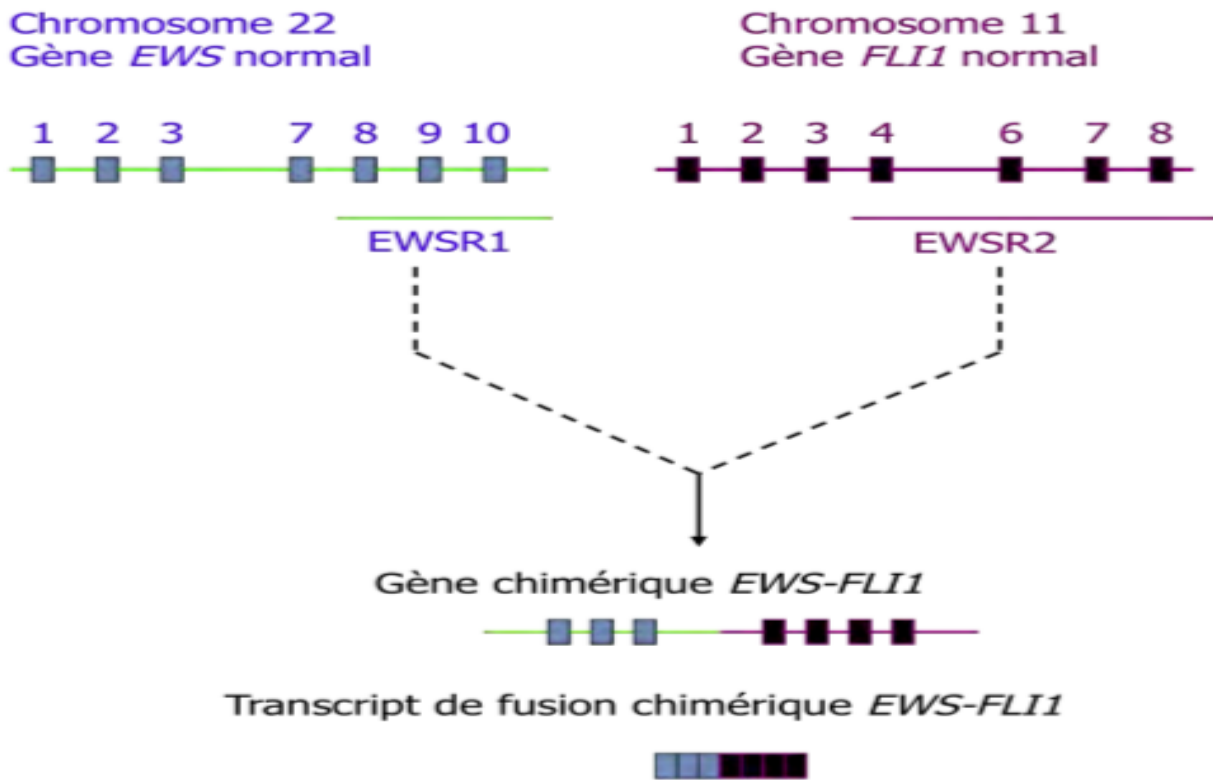 Chromosome 22
Gène EWS normal
Chromosome 11
Gène FLI1 normal
1 2 3 7 8 9 10
1 2 3 4 6 7 8
EWSR1
EWSR2
Gène chimérique EWS-FLI1
Transcript de fusion chimérique EWS-FLI1